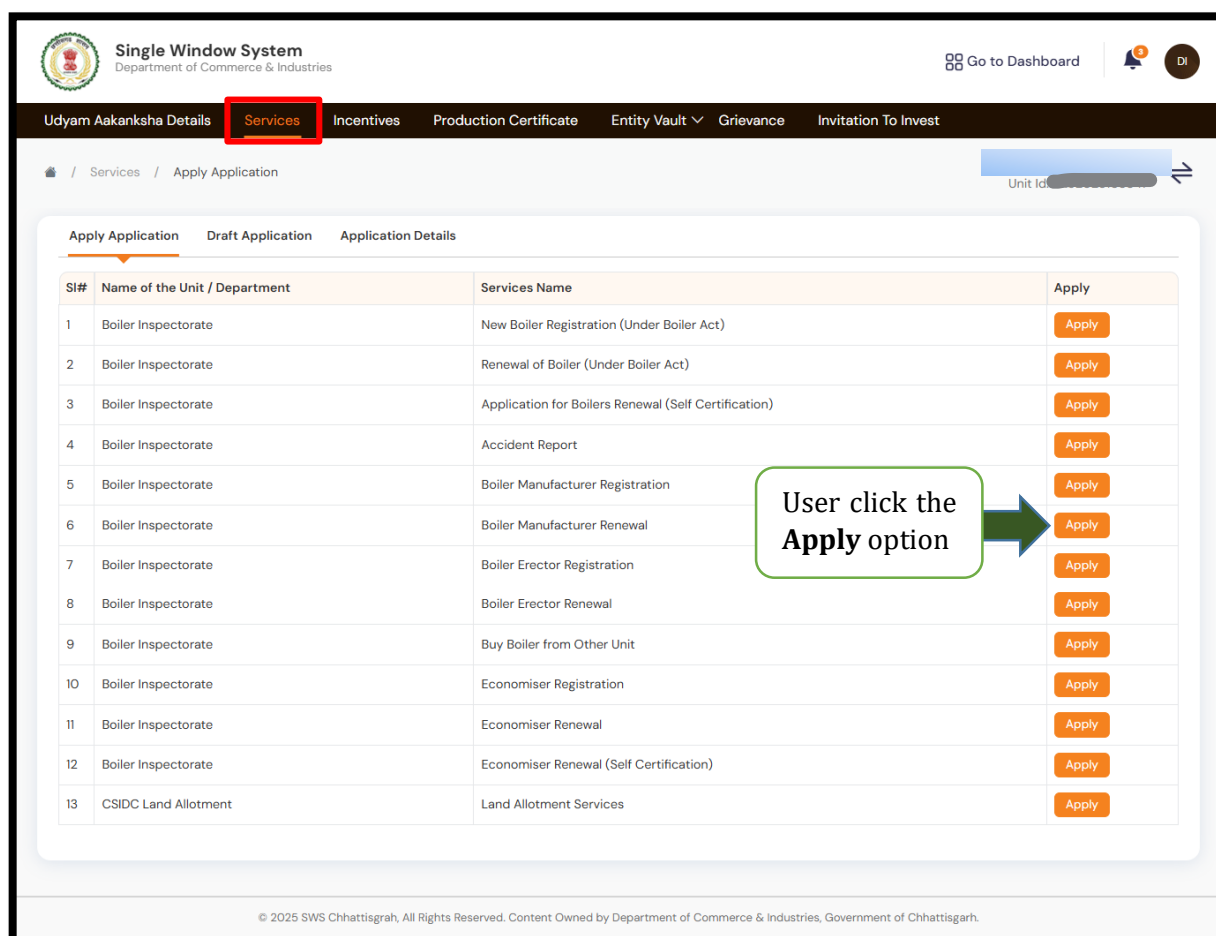 Single Window System
Department of Commerce & Industries
Go to Dashboard
3
DI
Udyam Aakanksha Details Services Incentives Production Certificate Entity Vault Grievance Invitation To Invest
/ Services / Apply Application
Unit Id:
Apply Application Draft Application Application Details
Sl# Name of the Unit / Department Services Name Apply
1 Boiler Inspectorate New Boiler Registration (Under Boiler Act) Apply
2 Boiler Inspectorate Renewal of Boiler (Under Boiler Act) Apply
3 Boiler Inspectorate Application for Boilers Renewal (Self Certification) Apply
4 Boiler Inspectorate Accident Report Apply
5 Boiler Inspectorate Boiler Manufacturer Registration Apply
6 Boiler Inspectorate Boiler Manufacturer Renewal Apply
User click the
Apply option
7 Boiler Inspectorate Boiler Erector Registration Apply
8 Boiler Inspectorate Boiler Erector Renewal Apply
9 Boiler Inspectorate Buy Boiler from Other Unit Apply
10 Boiler Inspectorate Economiser Registration Apply
11 Boiler Inspectorate Economiser Renewal Apply
12 Boiler Inspectorate Economiser Renewal (Self Certification) Apply
13 CSIDC Land Allotment Land Allotment Services Apply
© 2025 SWS Chhattisgrah, All Rights Reserved. Content Owned by Department of Commerce & Industries, Government of Chhattisgarh.